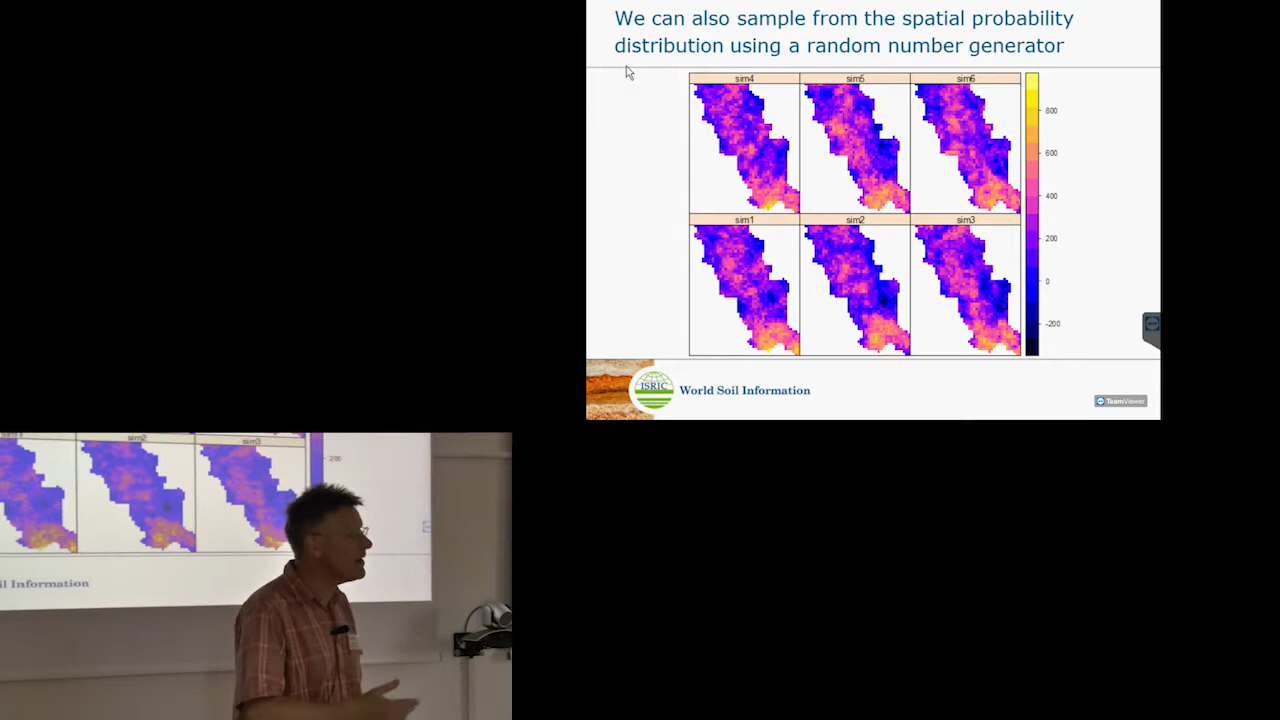 We can also sample from the spatial probability
distribution using a random number generator
sim4
sim5
sim6
800
600
400
200
0
-200
sim1
sim2
sim3
ISRIC
World Soil Information
TeamViewer
sim2
sim3
-200
il Information